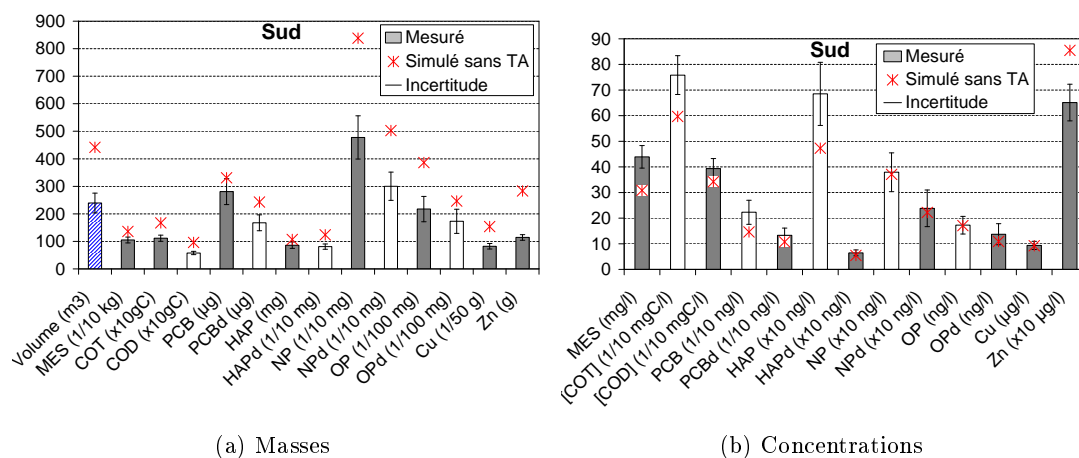 Sud
900
800
700
600
500
400
300
200
100
0
Mesuré
Simulé sans TA
Incertitude
Volume (m3)
MES (1/10 kg)
COT (x10gC)
COD (x10gC)
PCB (µg)
PCBd (µg)
HAP (mg)
HAPd (1/10 mg)
NP (1/10 mg)
NPd (1/10 mg)
OP (1/100 mg)
OPd (1/100 mg)
Cu (1/50 g)
Zn (g)
(a) Masses
Sud
90
80
70
60
50
40
30
20
10
0
Mesuré
Simulé sans TA
Incertitude
MES (mg/l)
[COT] (1/10 mgC/l)
[COD] (1/10 mgC/l)
PCB (1/10 ng/l)
PCBd (1/10 ng/l)
HAP (x10 ng/l)
HAPd (x10 ng/l)
NP (x10 ng/l)
NPd (x10 ng/l)
OP (ng/l)
OPd (ng/l)
Cu (µg/l)
Zn (x10 µg/l)
(b) Concentrations